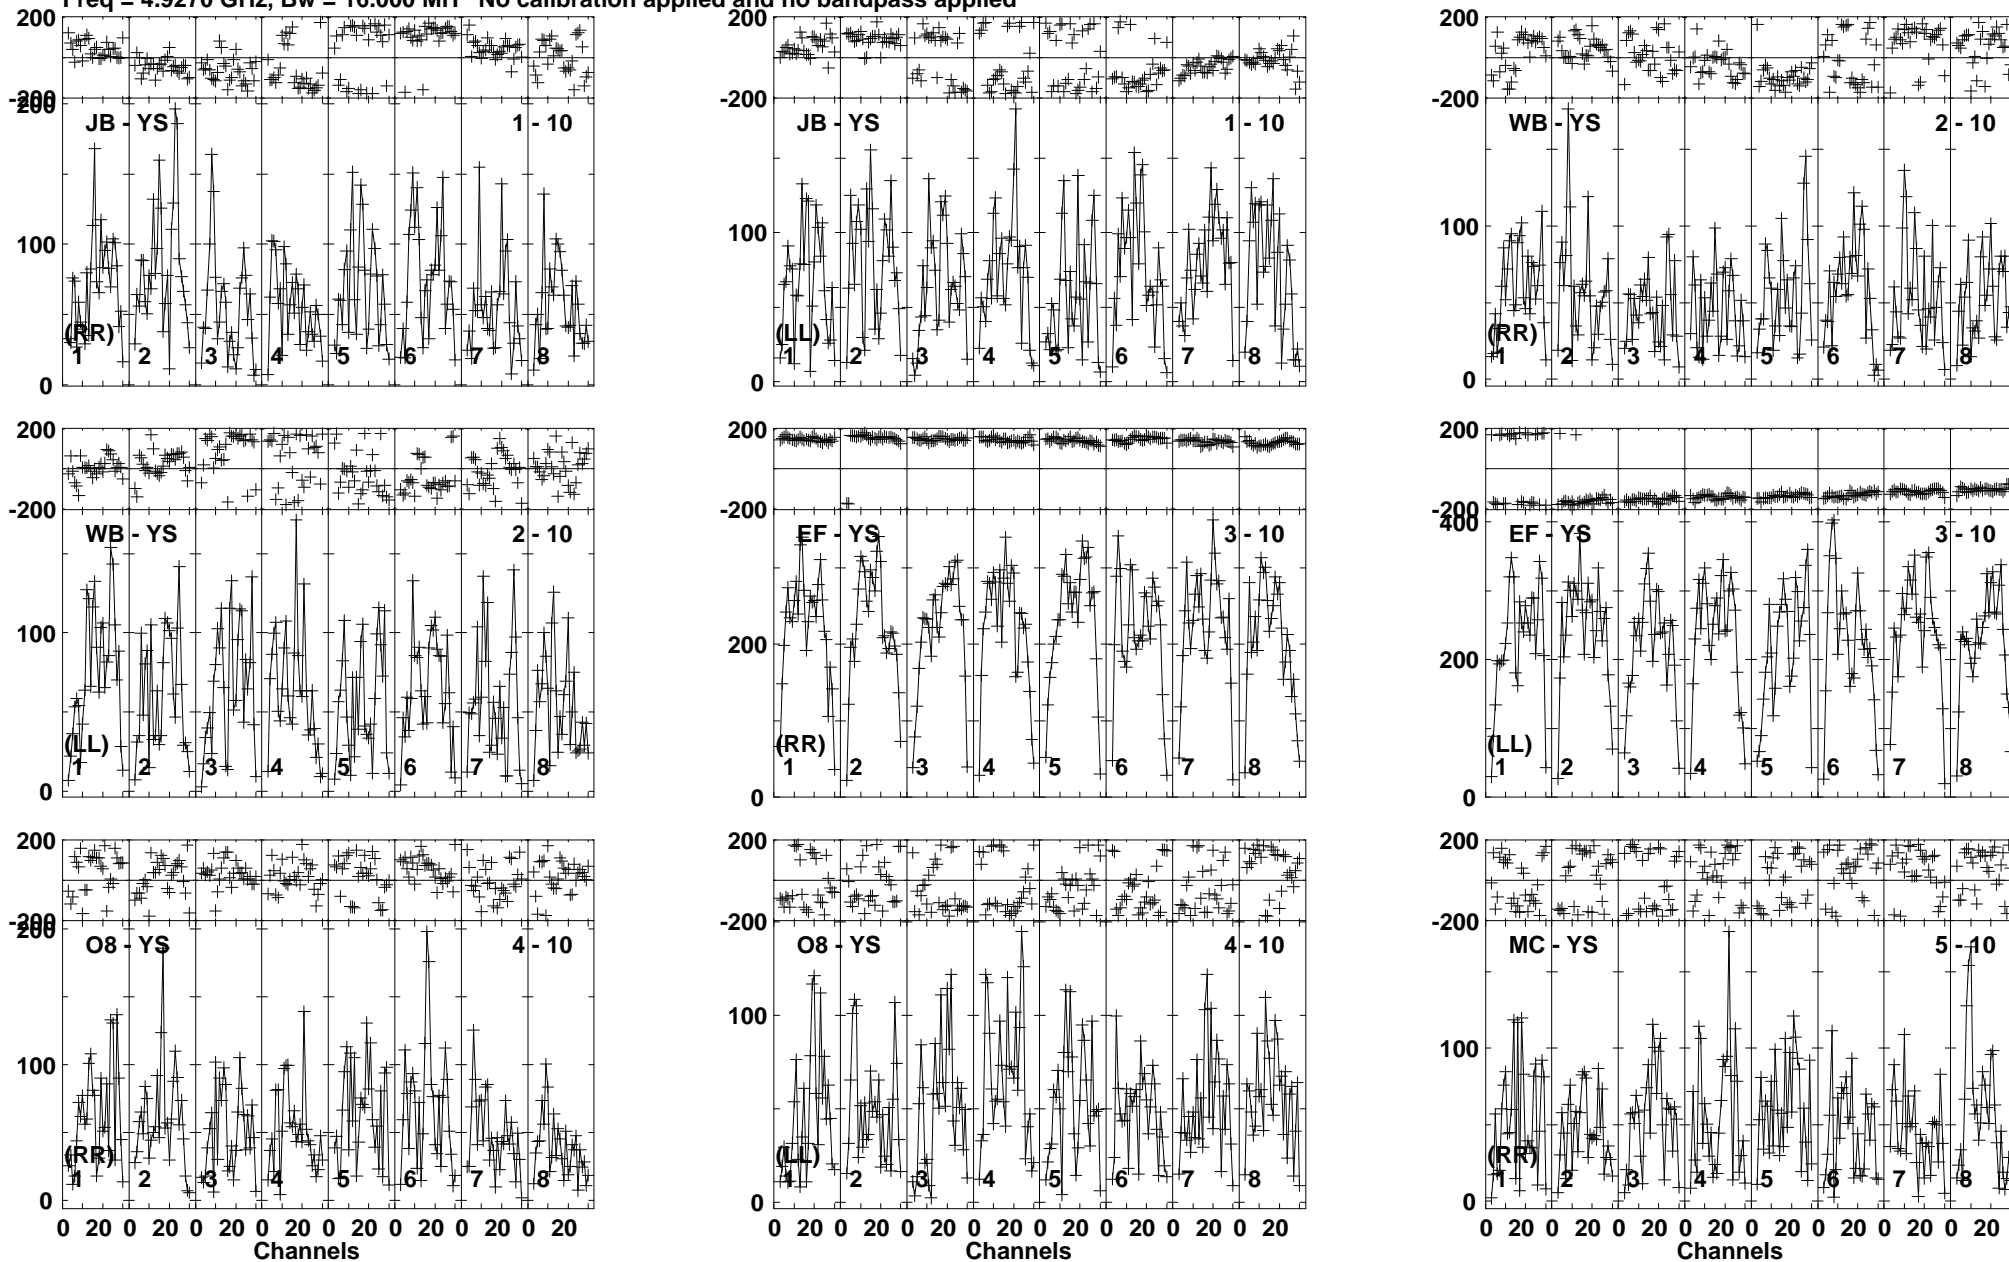 Freq = 4.9270 GHz, Bw = 16.000 MH No calibration applied and no bandpass applied
200 200 200
-200 -200 -200
200
JB - YS 1 - 10 JB - YS 1 - 10 WB - YS 2 - 10
100 100 100
(RR) (LL) (RR)
1 2 3 4 5 6 7 8 1 2 3 4 5 6 7 8 1 2 3 4 5 6 7 8
0 0 0
200 200 200
-200 -200 -200
400
WB - YS 2 - 10 EF - YS 3 - 10 EF - YS 3 - 10
100 200 200
(LL) (RR) (LL)
1 2 3 4 5 6 7 8 1 2 3 4 5 6 7 8 1 2 3 4 5 6 7 8
0 0 0
200 200 200
-200 -200 -200
200
O8 - YS 4 - 10 O8 - YS 4 - 10 MC - YS 5 - 10
100 100 100
(RR) (LL) (RR)
1 2 3 4 5 6 7 8 1 2 3 4 5 6 7 8 1 2 3 4 5 6 7 8
0 0 0
0 20 0 20 0 20 0 20 0 20 0 20 0 20 0 20 0 20 0 20 0 20 0 20 0 20 0 20 0 20 0 20 0 20 0 20 0 20 0 20 0 20 0 20 0 20 0 20
Channels Channels Channels